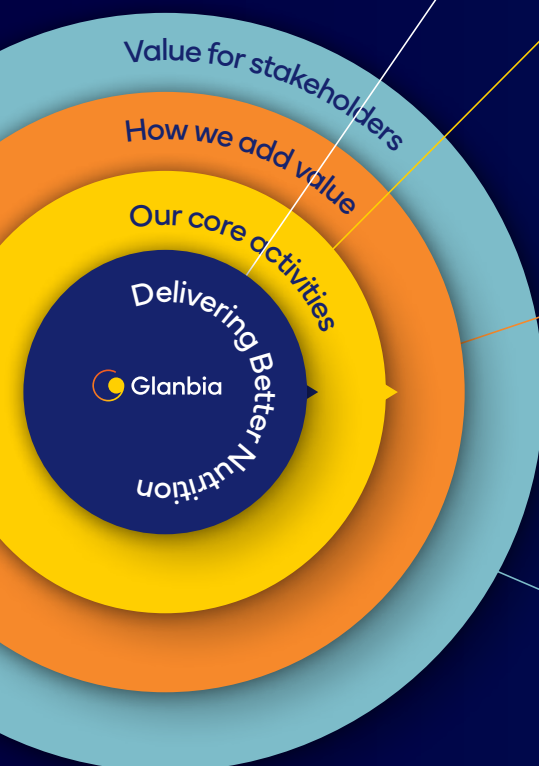 Value for stakeholders
How we add value
Our core activities
Delivering Better Nutrition
Glanbia